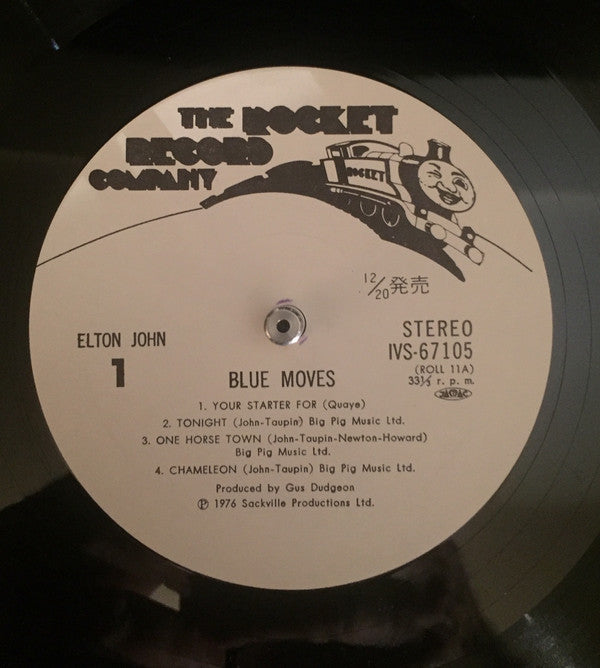 THE ROCKET
RECORD
COMPANY
ROCKET
12/20発売
ELTON JOHN
1
STEREO
IVS-67105
(ROLL 11A)
33⅓ r. p. m.
BLUE MOVES
1. YOUR STARTER FOR (Quaye)
2. TONIGHT (John-Taupin) Big Pig Music Ltd.
3. ONE HORSE TOWN (John-Taupin-Newton-Howard)
Big Pig Music Ltd.
4. CHAMELEON (John-Taupin) Big Pig Music Ltd.
Produced by Gus Dudgeon
℗ 1976 Sackville Productions Ltd.